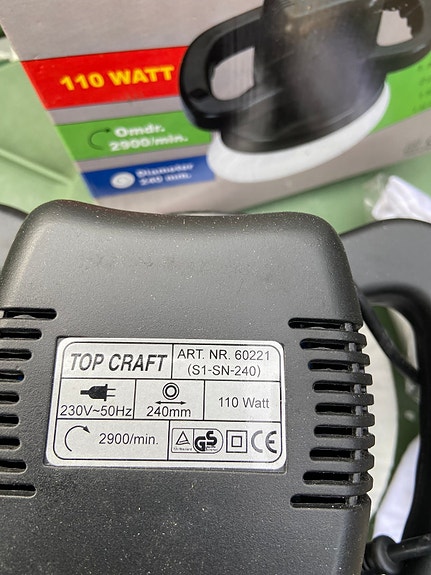 110 WATT
Omdr.
2900/min.
Diameter
240 mm.
TOP CRAFT
ART. NR. 60221
(S1-SN-240)
230V~50Hz
240mm
110 Watt
2900/min.
GS
CE